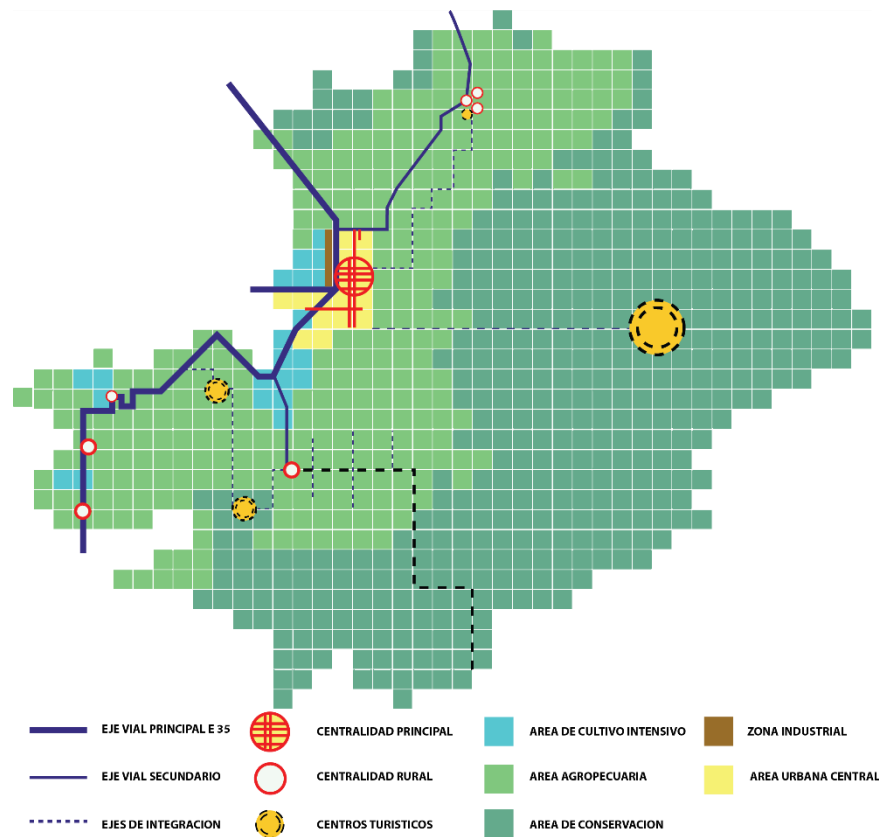 EJE VIAL PRINCIPAL E 35
CENTRALIDAD PRINCIPAL
AREA DE CULTIVO INTENSIVO
ZONA INDUSTRIAL
EJE VIAL SECUNDARIO
CENTRALIDAD RURAL
AREA AGROPECUARIA
AREA URBANA CENTRAL
EJES DE INTEGRACION
CENTROS TURISTICOS
AREA DE CONSERVACION